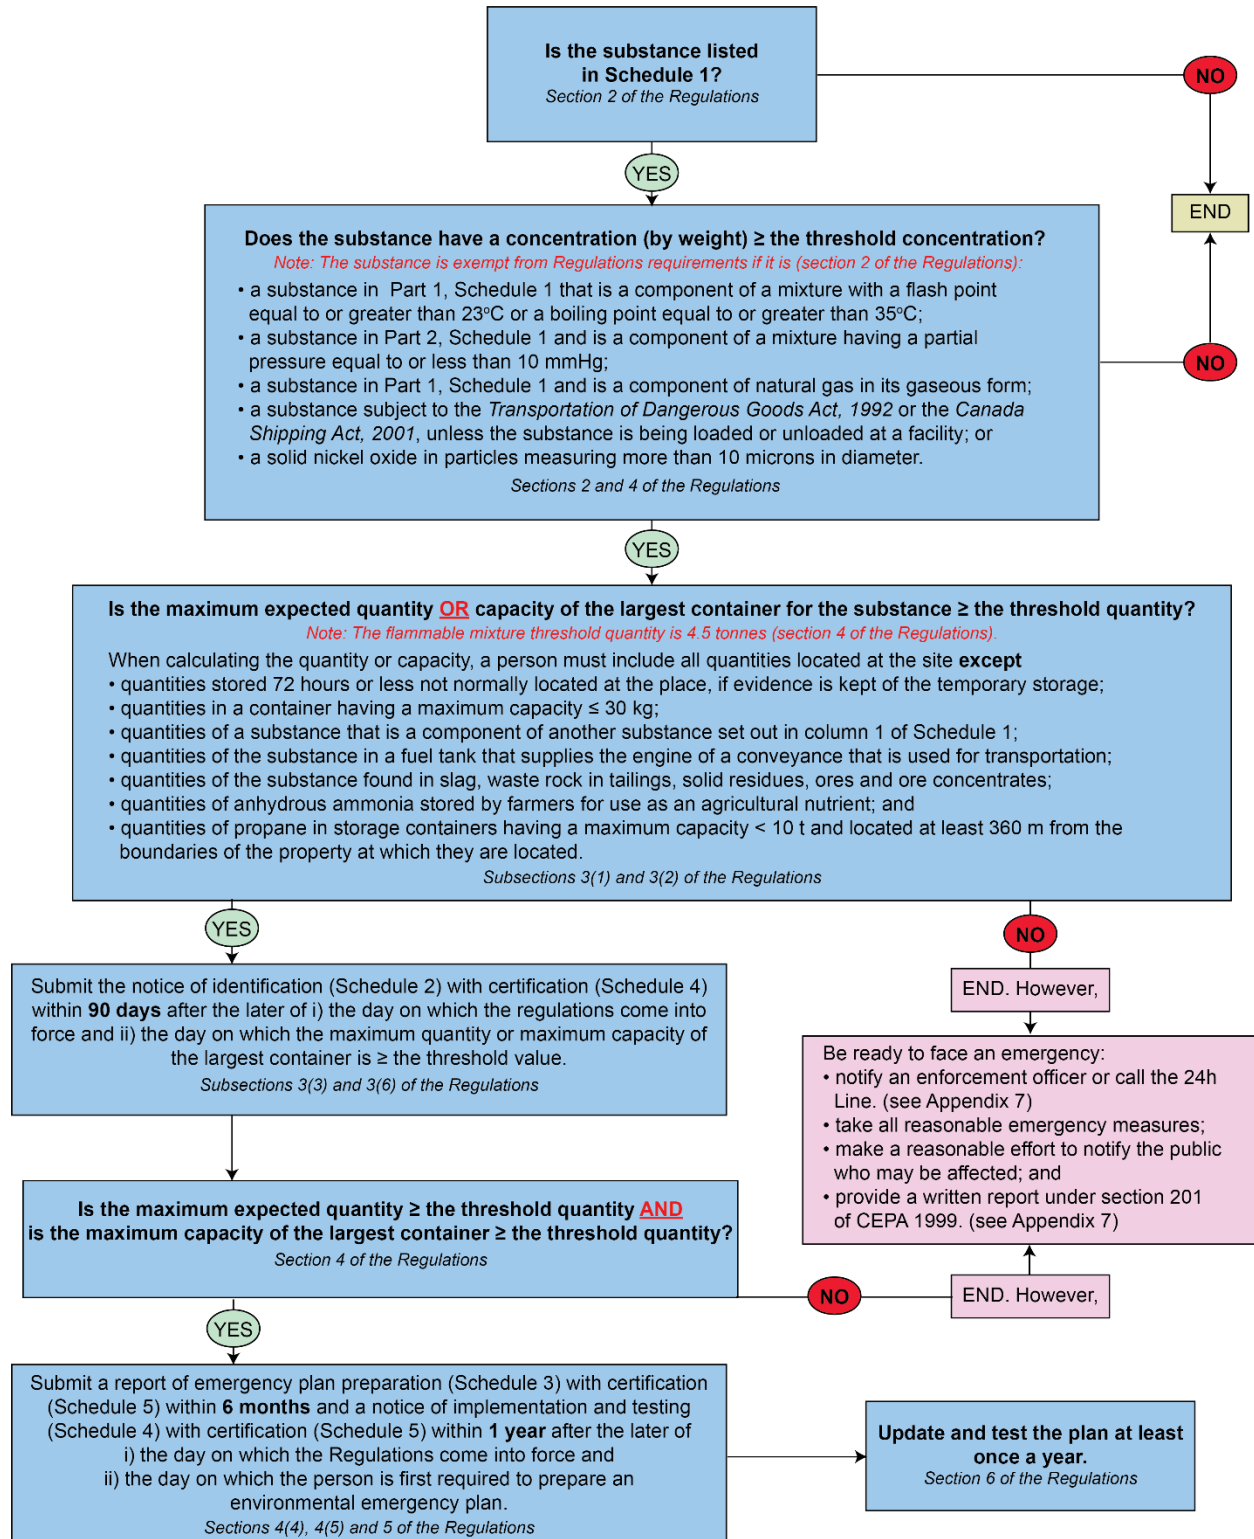 Is the substance listed
in Schedule 1?
Section 2 of the Regulations
NO
YES
END
Does the substance have a concentration (by weight) ≥ the threshold concentration?
Note: The substance is exempt from Regulations requirements if it is (section 2 of the Regulations):
• a substance in Part 1, Schedule 1 that is a component of a mixture with a flash point
equal to or greater than 23°C or a boiling point equal to or greater than 35°C;
• a substance in Part 2, Schedule 1 and is a component of a mixture having a partial
pressure equal to or less than 10 mmHg;
• a substance in Part 1, Schedule 1 and is a component of natural gas in its gaseous form;
• a substance subject to the Transportation of Dangerous Goods Act, 1992 or the Canada
Shipping Act, 2001, unless the substance is being loaded or unloaded at a facility; or
• a solid nickel oxide in particles measuring more than 10 microns in diameter.
Sections 2 and 4 of the Regulations
NO
YES
Is the maximum expected quantity OR capacity of the largest container for the substance ≥ the threshold quantity?
Note: The flammable mixture threshold quantity is 4.5 tonnes (section 4 of the Regulations).
When calculating the quantity or capacity, a person must include all quantities located at the site except
• quantities stored 72 hours or less not normally located at the place, if evidence is kept of the temporary storage;
• quantities in a container having a maximum capacity ≤ 30 kg;
• quantities of a substance that is a component of another substance set out in column 1 of Schedule 1;
• quantities of the substance in a fuel tank that supplies the engine of a conveyance that is used for transportation;
• quantities of the substance found in slag, waste rock in tailings, solid residues, ores and ore concentrates;
• quantities of anhydrous ammonia stored by farmers for use as an agricultural nutrient; and
• quantities of propane in storage containers having a maximum capacity < 10 t and located at least 360 m from the
boundaries of the property at which they are located.
Subsections 3(1) and 3(2) of the Regulations
YES
NO
Submit the notice of identification (Schedule 2) with certification (Schedule 4)
within 90 days after the later of i) the day on which the regulations come into
force and ii) the day on which the maximum quantity or maximum capacity of
the largest container is ≥ the threshold value.
Subsections 3(3) and 3(6) of the Regulations
END. However,
Be ready to face an emergency:
• notify an enforcement officer or call the 24h
Line. (see Appendix 7)
• take all reasonable emergency measures;
• make a reasonable effort to notify the public
who may be affected; and
• provide a written report under section 201
of CEPA 1999. (see Appendix 7)
Is the maximum expected quantity ≥ the threshold quantity AND
is the maximum capacity of the largest container ≥ the threshold quantity?
Section 4 of the Regulations
NO
END. However,
YES
Submit a report of emergency plan preparation (Schedule 3) with certification
(Schedule 5) within 6 months and a notice of implementation and testing
(Schedule 4) with certification (Schedule 5) within 1 year after the later of
i) the day on which the Regulations come into force and
ii) the day on which the person is first required to prepare an
environmental emergency plan.
Sections 4(4), 4(5) and 5 of the Regulations
Update and test the plan at least
once a year.
Section 6 of the Regulations